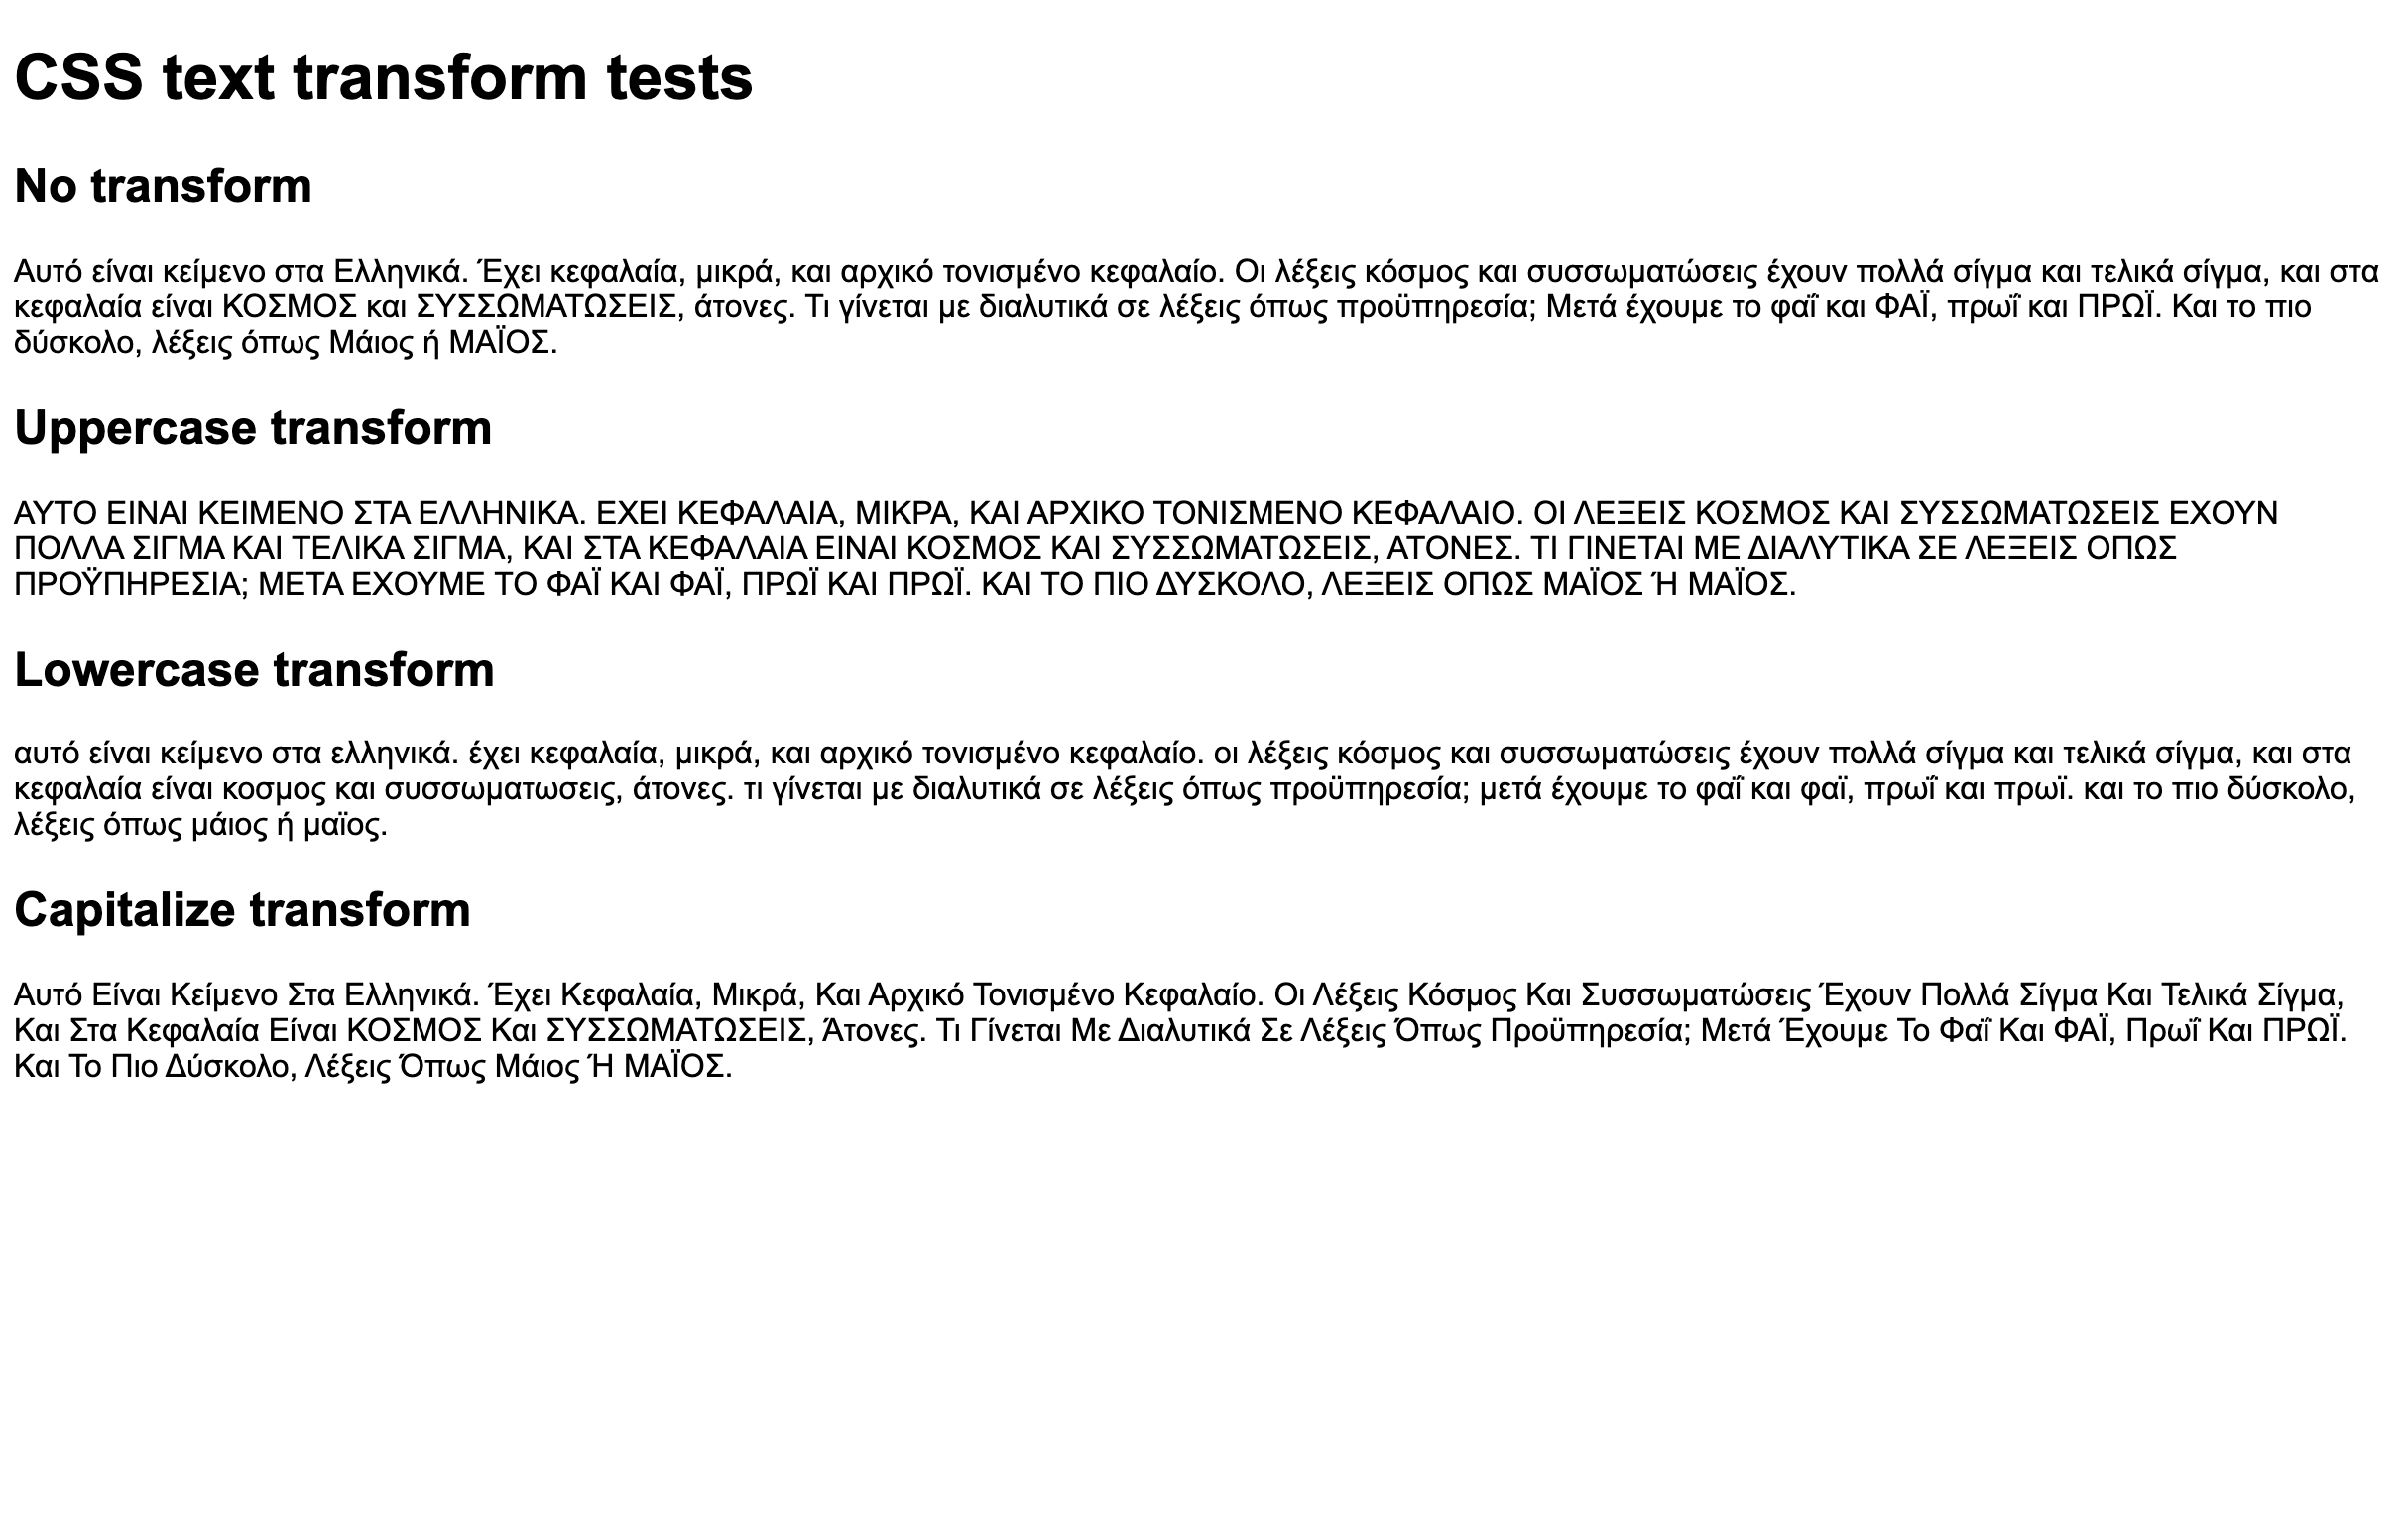 CSS text transform tests
No transform
Αυτό είναι κείμενο στα Ελληνικά. Έχει κεφαλαία, μικρά, και αρχικό τονισμένο κεφαλαίο. Οι λέξεις κόσμος και συσσωματώσεις έχουν πολλά σίγμα και τελικά σίγμα, και στα
κεφαλαία είναι ΚΟΣΜΟΣ και ΣΥΣΣΩΜΑΤΩΣΕΙΣ, άτονες. Τι γίνεται με διαλυτικά σε λέξεις όπως προϋπηρεσία; Μετά έχουμε το φαΐ και ΦΑΪ, πρωΐ και ΠΡΩΪ. Και το πιο
δύσκολο, λέξεις όπως Μάιος ή ΜΑΪΟΣ.
Uppercase transform
ΑΥΤΟ ΕΙΝΑΙ ΚΕΙΜΕΝΟ ΣΤΑ ΕΛΛΗΝΙΚΑ. ΕΧΕΙ ΚΕΦΑΛΑΙΑ, ΜΙΚΡΑ, ΚΑΙ ΑΡΧΙΚΟ ΤΟΝΙΣΜΕΝΟ ΚΕΦΑΛΑΙΟ. ΟΙ ΛΕΞΕΙΣ ΚΟΣΜΟΣ ΚΑΙ ΣΥΣΣΩΜΑΤΩΣΕΙΣ ΕΧΟΥΝ
ΠΟΛΛΑ ΣΙΓΜΑ ΚΑΙ ΤΕΛΙΚΑ ΣΙΓΜΑ, ΚΑΙ ΣΤΑ ΚΕΦΑΛΑΙΑ ΕΙΝΑΙ ΚΟΣΜΟΣ ΚΑΙ ΣΥΣΣΩΜΑΤΩΣΕΙΣ, ΑΤΟΝΕΣ. ΤΙ ΓΙΝΕΤΑΙ ΜΕ ΔΙΑΛΥΤΙΚΑ ΣΕ ΛΕΞΕΙΣ ΟΠΩΣ
ΠΡΟΫΠΗΡΕΣΙΑ; ΜΕΤΑ ΕΧΟΥΜΕ ΤΟ ΦΑΪ ΚΑΙ ΦΑΪ, ΠΡΩΪ ΚΑΙ ΠΡΩΪ. ΚΑΙ ΤΟ ΠΙΟ ΔΥΣΚΟΛΟ, ΛΕΞΕΙΣ ΟΠΩΣ ΜΑΪΟΣ Ή ΜΑΪΟΣ.
Lowercase transform
αυτό είναι κείμενο στα ελληνικά. έχει κεφαλαία, μικρά, και αρχικό τονισμένο κεφαλαίο. οι λέξεις κόσμος και συσσωματώσεις έχουν πολλά σίγμα και τελικά σίγμα, και στα
κεφαλαία είναι κοσμος και συσσωματωσεις, άτονες. τι γίνεται με διαλυτικά σε λέξεις όπως προϋπηρεσία; μετά έχουμε το φαΐ και φαϊ, πρωΐ και πρωϊ. και το πιο δύσκολο,
λέξεις όπως μάιος ή μαϊος.
Capitalize transform
Αυτό Είναι Κείμενο Στα Ελληνικά. Έχει Κεφαλαία, Μικρά, Και Αρχικό Τονισμένο Κεφαλαίο. Οι Λέξεις Κόσμος Και Συσσωματώσεις Έχουν Πολλά Σίγμα Και Τελικά Σίγμα,
Και Στα Κεφαλαία Είναι ΚΟΣΜΟΣ Και ΣΥΣΣΩΜΑΤΩΣΕΙΣ, Άτονες. Τι Γίνεται Με Διαλυτικά Σε Λέξεις Όπως Προϋπηρεσία; Μετά Έχουμε Το Φαΐ Και ΦΑΪ, Πρωΐ Και ΠΡΩΪ.
Και Το Πιο Δύσκολο, Λέξεις Όπως Μάιος Ή ΜΑΪΟΣ.